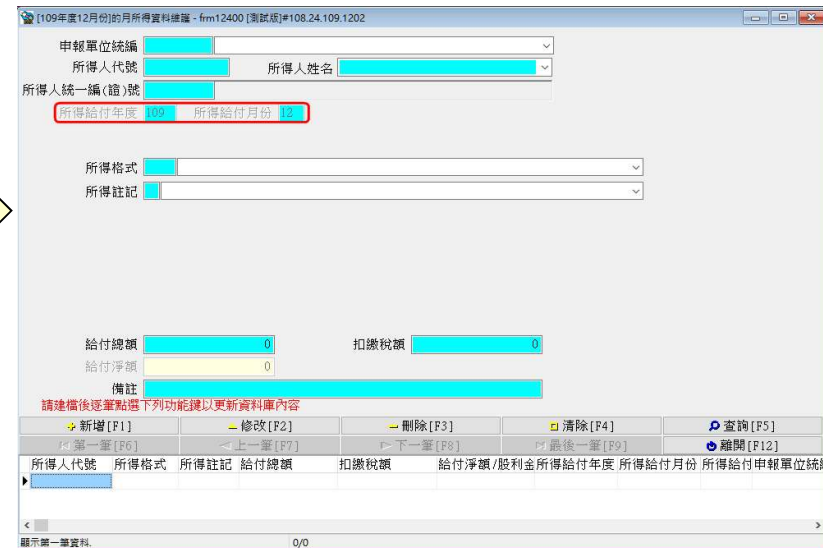 [109年度12月份]的月所得資料維護 - frm12400 [測試版]#108.24.109.1202
申報單位統編
所得人代號 所得人姓名
所得人統一編(證)號
所得給付年度 109 所得給付月份 12
所得格式
所得註記
給付總額 0 扣繳稅額 0
給付淨額 0
備註
請建檔後逐筆點選下列功能鍵以更新資料庫內容
新增[F1] 修改[F2] 刪除[F3] 清除[F4] 查詢[F5]
第一筆[F6] 上一筆[F7] 下一筆[F8] 最後一筆[F9] 離開[F12]
所得人代號 所得格式 所得註記 給付總額 扣繳稅額 給付淨額/股利金 所得給付年度 所得給付月份 所得給付 申報單位統
顯示第一筆資料. 0/0